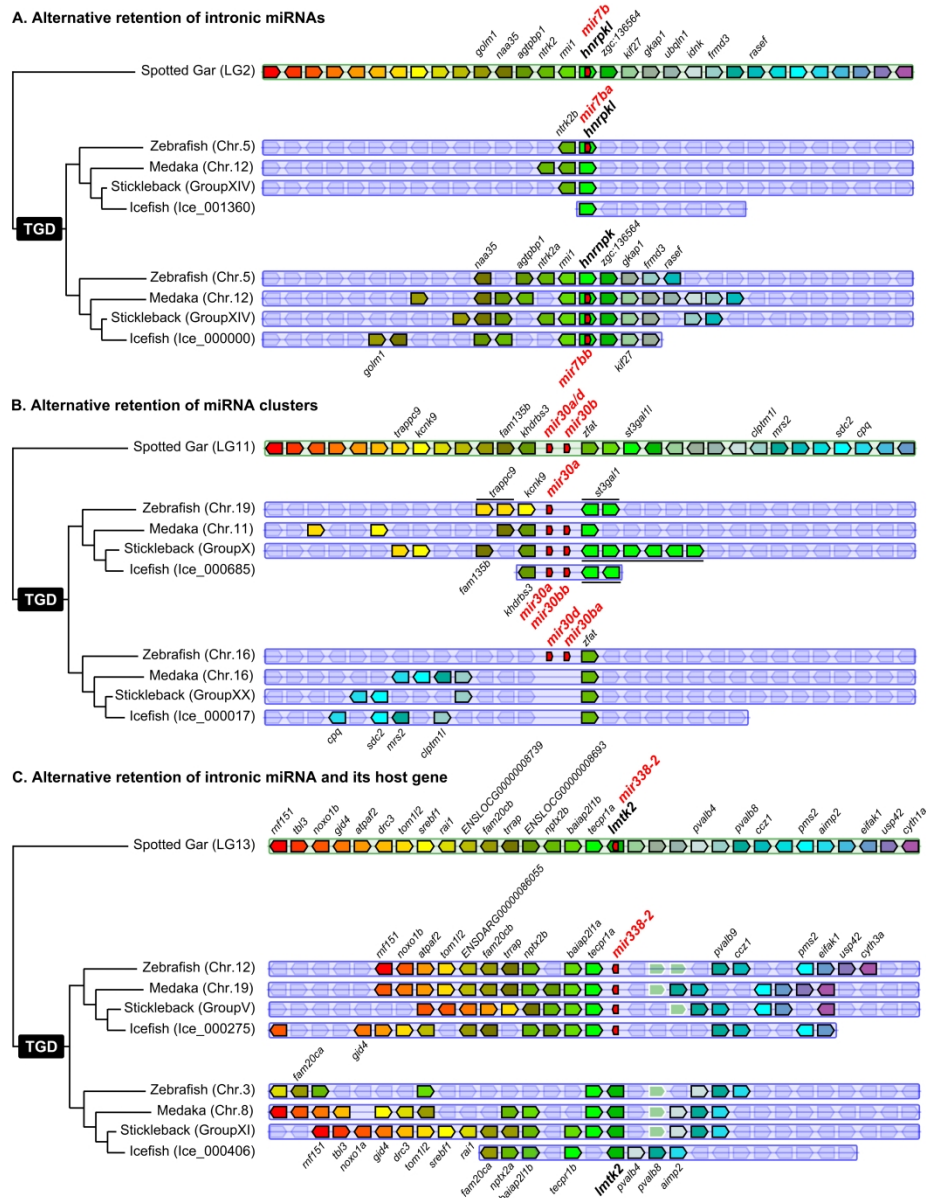 A. Alternative retention of intronic miRNAs
golm1 naa35 agtpbp1 ntrk2 rmi1 mir7b hnrpkl zgc:136564 kif27 gkap1 ubqln1 idnk frmd3 rasef
Spotted Gar (LG2)
ntrk2b mir7ba hnrpkl
Zebrafish (Chr.5)
Medaka (Chr.12)
Stickleback (GroupXIV)
Icefish (Ice_001360)
TGD
naa35 agtpbp1 ntrk2a rmi1 hnrnpk zgc:136564 gkap1 frmd3 rasef
Zebrafish (Chr.5)
Medaka (Chr.12)
Stickleback (GroupXIV)
Icefish (Ice_000000)
golm1 mir7bb kif27
B. Alternative retention of miRNA clusters
trappc9 kcnk9 fam135b khdrbs3 mir30a/d mir30b zfat st3gal1l clptm1l mrs2 sdc2 cpq
Spotted Gar (LG11)
trappc9 kcnk9 mir30a st3gal1
Zebrafish (Chr.19)
Medaka (Chr.11)
Stickleback (GroupX)
Icefish (Ice_000685)
fam135b khdrbs3 mir30a mir30bb
TGD
mir30d mir30ba zfat
Zebrafish (Chr.16)
Medaka (Chr.16)
Stickleback (GroupXX)
Icefish (Ice_000017)
cpq sdc2 mrs2 clptm1l
C. Alternative retention of intronic miRNA and its host gene
rnf151 tbl3 noxo1b gid4 atpaf2 drc3 tom1l2 srebf1 rai1 ENSLOCG00000008739 fam20cb trrap ENSLOCG00000008693 nptx2b baiap2l1b tecpr1a lmtk2 mir338-2 pvalb4 pvalb8 ccz1 pms2 aimp2 eifak1 usp42 cyth1a
Spotted Gar (LG13)
rnf151 noxo1b atpaf2 tom1l2 ENSDARG00000086055 fam20cb trrap nptx2b baiap2l1a tecpr1a mir338-2 pvalb9 ccz1 pms2 eifak1 usp42 cyth3a
Zebrafish (Chr.12)
Medaka (Chr.19)
Stickleback (GroupV)
Icefish (Ice_000275)
TGD
fam20ca gid4
Zebrafish (Chr.3)
Medaka (Chr.8)
Stickleback (GroupXI)
Icefish (Ice_000406)
rnf151 tbl3 noxo1a gid4 drc3 tom1l2 srebf1 rai1 fam20ca nptx2a baiap2l1b tecpr1b lmtk2 pvalb4 pvalb8 aimp2